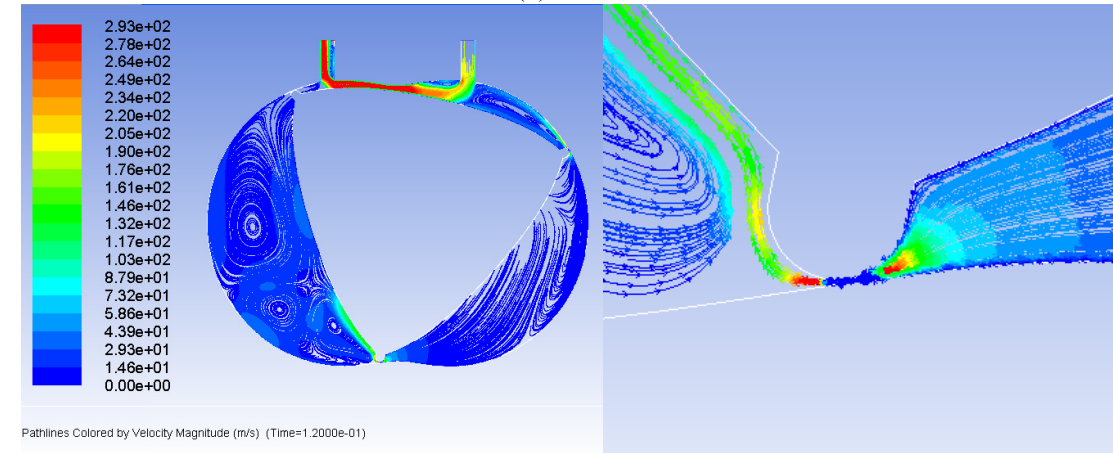 2.93e+02
2.78e+02
2.64e+02
2.49e+02
2.34e+02
2.20e+02
2.05e+02
1.90e+02
1.76e+02
1.61e+02
1.46e+02
1.32e+02
1.17e+02
1.03e+02
8.79e+01
7.32e+01
5.86e+01
4.39e+01
2.93e+01
1.46e+01
0.00e+00
Pathlines Colored by Velocity Magnitude (m/s) (Time=1.2000e-01)